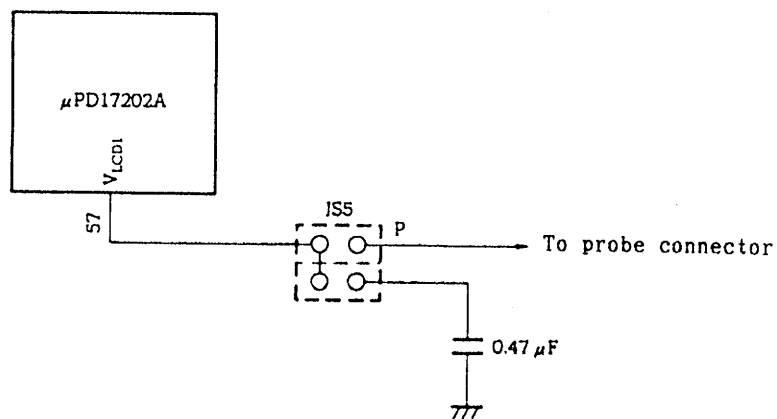 μPD17202A
VLCD1
57
JS5
P
To probe connector
0.47 μF